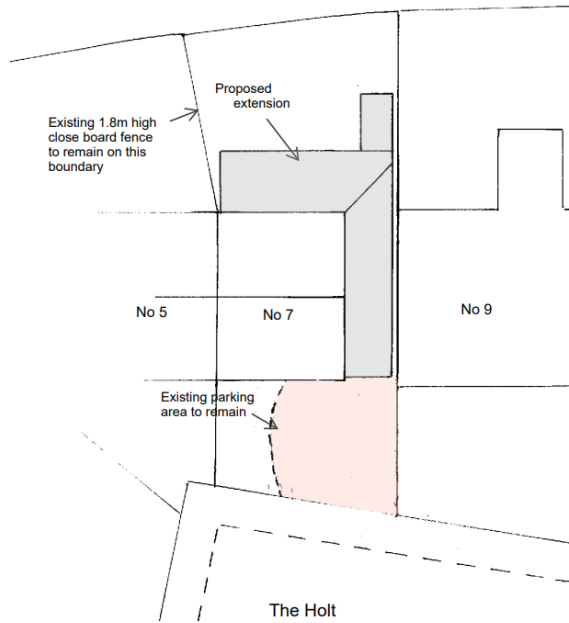 Proposed
extension
Existing 1.8m high
close board fence
to remain on this
boundary
No 5
No 7
No 9
Existing parking
area to remain
The Holt